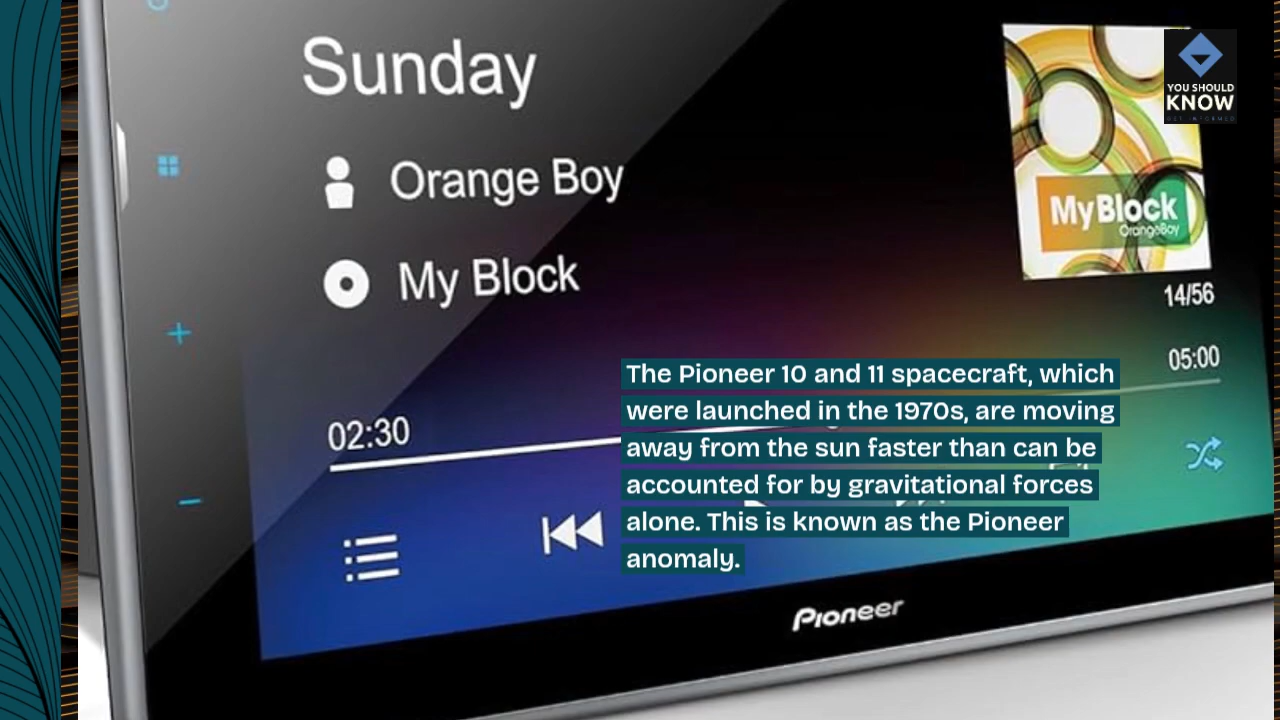 Sunday
Orange Boy
My Block
MyBlock
OrangeBoy
YOU SHOULD
KNOW
GET INFORMED
14/56
05:00
02:30
The Pioneer 10 and 11 spacecraft, which
were launched in the 1970s, are moving
away from the sun faster than can be
accounted for by gravitational forces
alone. This is known as the Pioneer
anomaly.
Pioneer